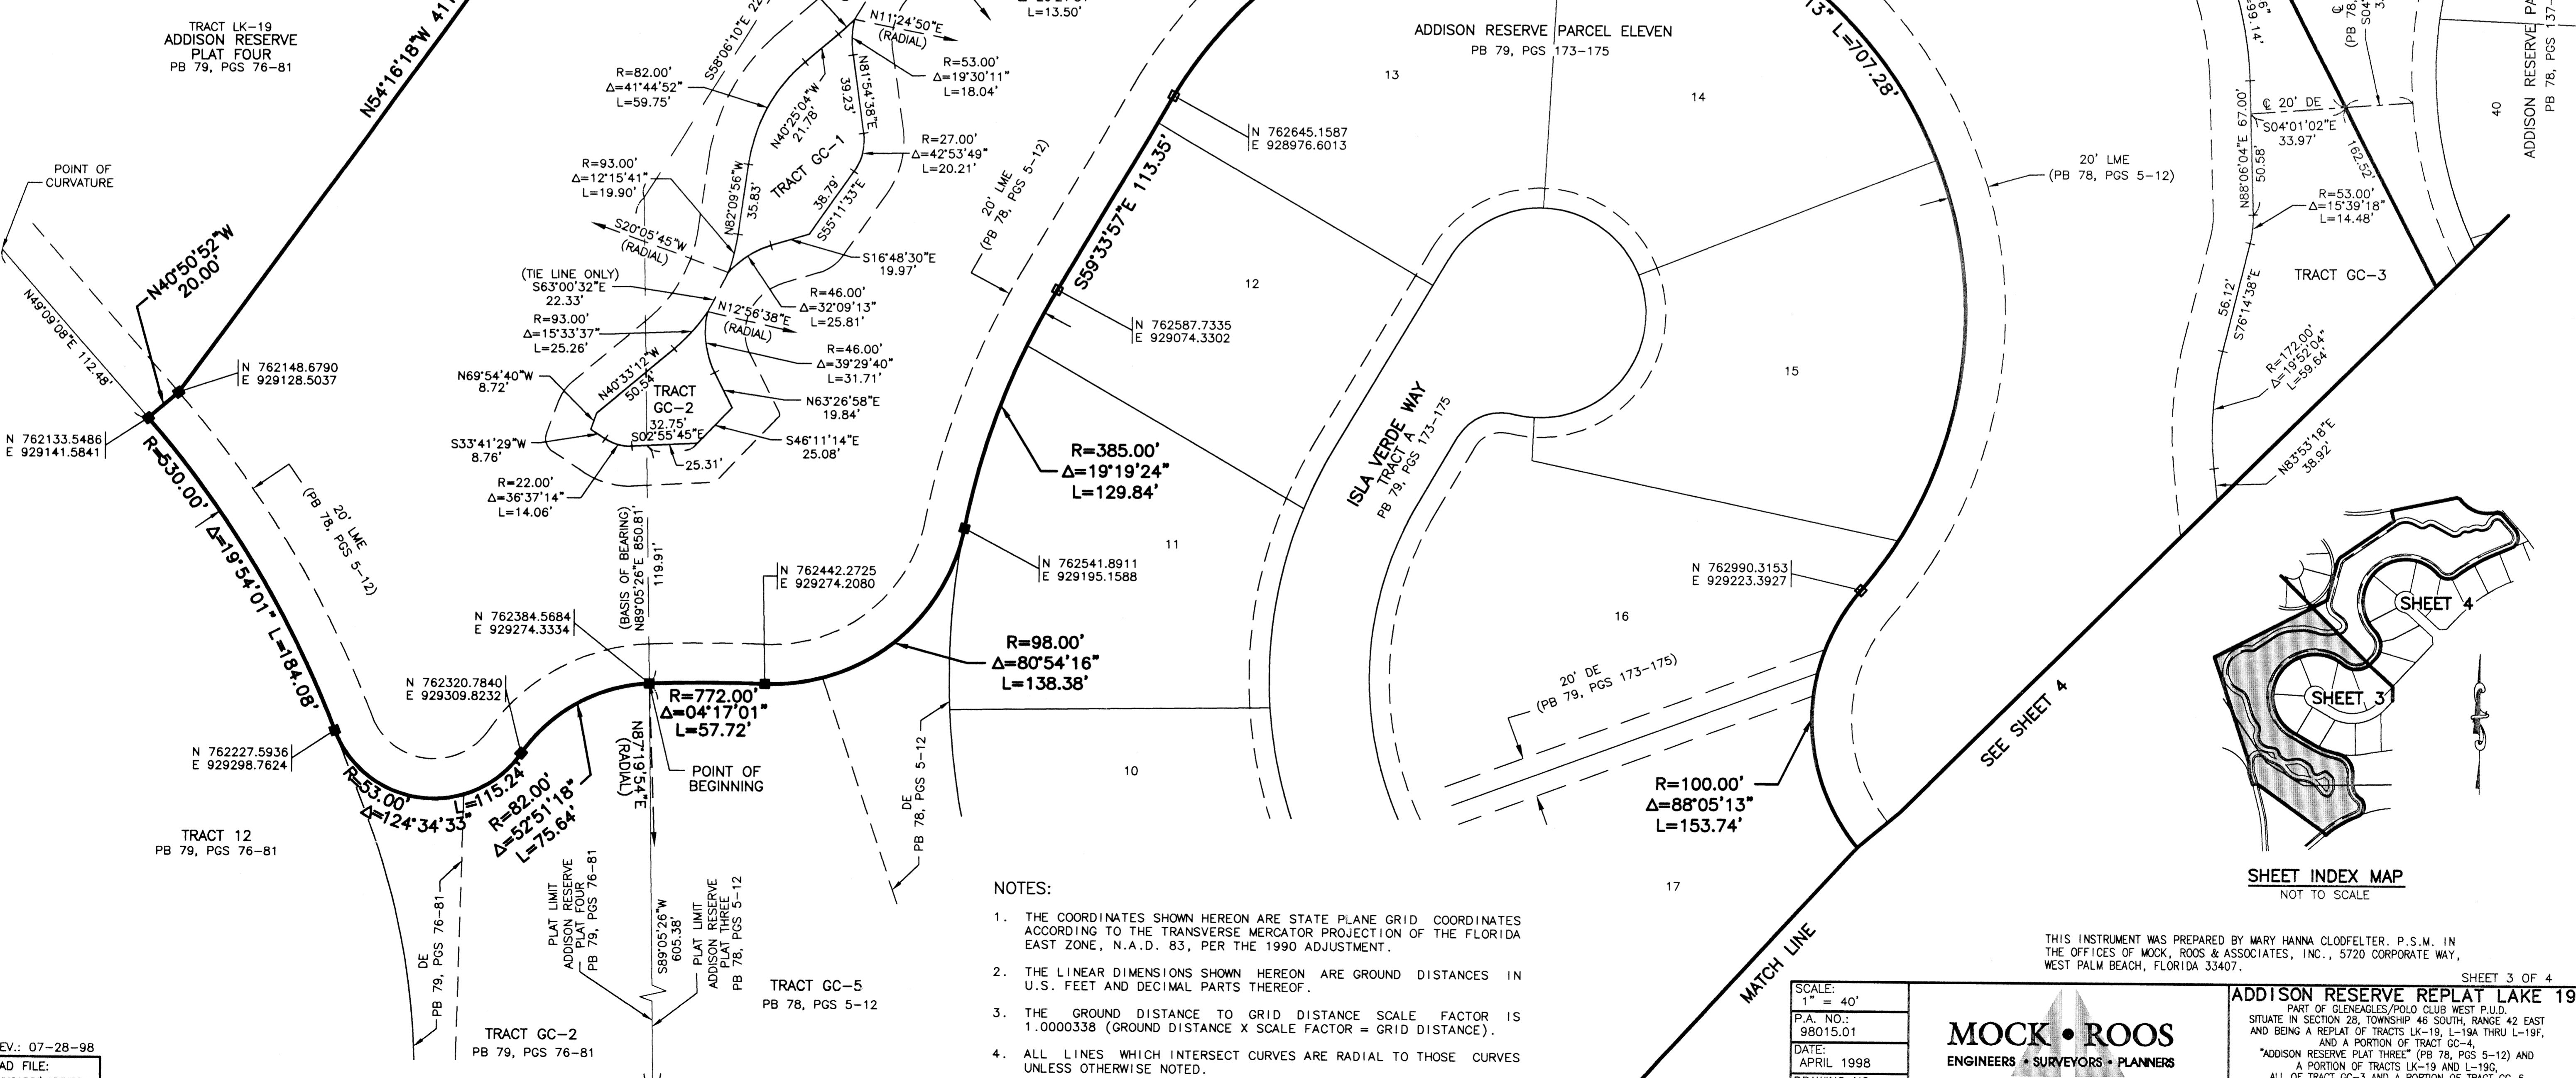 TRACT LK-19
ADDISON RESERVE
PLAT FOUR
PB 79, PGS 76-81
N54°16'18"W 411
S58°06'10"E 22
N11°24'50"E
(RADIAL)
L=13.50'
R=53.00'
Δ=19°30'11"
L=18.04'
R=82.00'
Δ=41°44'52"
L=59.75'
N81°54'38"E
39.23'
N40°25'04"W
21.78'
TRACT GC-1
R=27.00'
Δ=42°53'49"
L=20.21'
R=93.00'
Δ=12°15'41"
L=19.90'
N82°09'56"W
35.83'
38.79'
S55°11'33"E
S20°05'45"W
(RADIAL)
S16°48'30"E
19.97'
(TIE LINE ONLY)
S63°00'32"E
22.33'
R=46.00'
Δ=32°09'13"
L=25.81'
N12°56'38"E
(RADIAL)
R=93.00'
Δ=15°33'37"
L=25.26'
R=46.00'
Δ=39°29'40"
L=31.71'
N69°54'40"W
8.72'
N40°33'12"W
50.54'
TRACT
GC-2
32.75'
S02°55'45"E
N63°26'58"E
19.84'
S33°41'29"W
8.76'
S46°11'14"E
25.08'
25.31'
R=22.00'
Δ=36°37'14"
L=14.06'
POINT OF
CURVATURE
N40°50'52"W
20.00'
N49°09'08"E 112.48'
N 762148.6790
E 929128.5037
N 762133.5486
E 929141.5841
R=530.00' Δ=19°54'01" L=184.08'
20' LME
(PB 78, PGS 5-12)
N 762227.5936
E 929298.7624
R=53.00'
Δ=124°34'33"
L=115.24'
N 762320.7840
E 929309.8232
R=82.00'
Δ=52°51'18"
L=75.64'
N 762384.5684
E 929274.3334
(BASIS OF BEARING)
N89°05'26"E 850.81'
119.91'
N 762442.2725
E 929274.2080
R=772.00'
Δ=04°17'01"
L=57.72'
N87°19'54"E
(RADIAL)
POINT OF
BEGINNING
R=98.00'
Δ=80°54'16"
L=138.38'
N 762541.8911
E 929195.1588
R=385.00'
Δ=19°19'24"
L=129.84'
20' LME
(PB 78, PGS 5-12)
S59°33'57"E 113.35'
N 762645.1587
E 928976.6013
N 762587.7335
E 929074.3302
ADDISON RESERVE PARCEL ELEVEN
PB 79, PGS 173-175
13
14
12
15
11
16
10
17
ISLA VERDE WAY
TRACT A
PB 79, PGS 173-175
13" L=707.28'
20' LME
(PB 78, PGS 5-12)
N 762990.3153
E 929223.3927
20' DE
(PB 79, PGS 173-175)
R=100.00'
Δ=88°05'13"
L=153.74'
N88°06'04"E 67.00'
50.58'
℄ 20' DE
S04°01'02"E
33.97'
162.52'
40
ADDISON RESERVE PA
PB 78, PGS 137-
R=53.00'
Δ=15°39'18"
L=14.48'
TRACT GC-3
56.12'
S76°14'38"E
R=172.00'
Δ=19°52'04"
L=59.64'
N83°53'18"E
38.92'
SEE SHEET 4
MATCH LINE
SHEET 4
SHEET 3
SHEET INDEX MAP
NOT TO SCALE
TRACT 12
PB 79, PGS 76-81
DE
PB 79, PGS 76-81
PLAT LIMIT
ADDISON RESERVE
PLAT FOUR
PB 79, PGS 76-81
S89°05'26"W
605.38'
PLAT LIMIT
ADDISON RESERVE
PLAT THREE
PB 78, PGS 5-12
DE
PB 78, PGS 5-12
TRACT GC-5
PB 78, PGS 5-12
TRACT GC-2
PB 79, PGS 76-81
EV.: 07-28-98
AD FILE:
NOTES:
1. THE COORDINATES SHOWN HEREON ARE STATE PLANE GRID COORDINATES
ACCORDING TO THE TRANSVERSE MERCATOR PROJECTION OF THE FLORIDA
EAST ZONE, N.A.D. 83, PER THE 1990 ADJUSTMENT.
2. THE LINEAR DIMENSIONS SHOWN HEREON ARE GROUND DISTANCES IN
U.S. FEET AND DECIMAL PARTS THEREOF.
3. THE GROUND DISTANCE TO GRID DISTANCE SCALE FACTOR IS
1.0000338 (GROUND DISTANCE X SCALE FACTOR = GRID DISTANCE).
4. ALL LINES WHICH INTERSECT CURVES ARE RADIAL TO THOSE CURVES
UNLESS OTHERWISE NOTED.
THIS INSTRUMENT WAS PREPARED BY MARY HANNA CLODFELTER. P.S.M. IN
THE OFFICES OF MOCK, ROOS & ASSOCIATES, INC., 5720 CORPORATE WAY,
WEST PALM BEACH, FLORIDA 33407.
SHEET 3 OF 4
SCALE:
1" = 40'
P.A. NO.:
98015.01
DATE:
APRIL 1998
MOCK • ROOS
ENGINEERS • SURVEYORS • PLANNERS
ADDISON RESERVE REPLAT LAKE 19
PART OF GLENEAGLES/POLO CLUB WEST P.U.D.
SITUATE IN SECTION 28, TOWNSHIP 46 SOUTH, RANGE 42 EAST
AND BEING A REPLAT OF TRACTS LK-19, L-19A THRU L-19F,
AND A PORTION OF TRACT GC-4,
"ADDISON RESERVE PLAT THREE" (PB 78, PGS 5-12) AND
A PORTION OF TRACTS LK-19 AND L-19G,